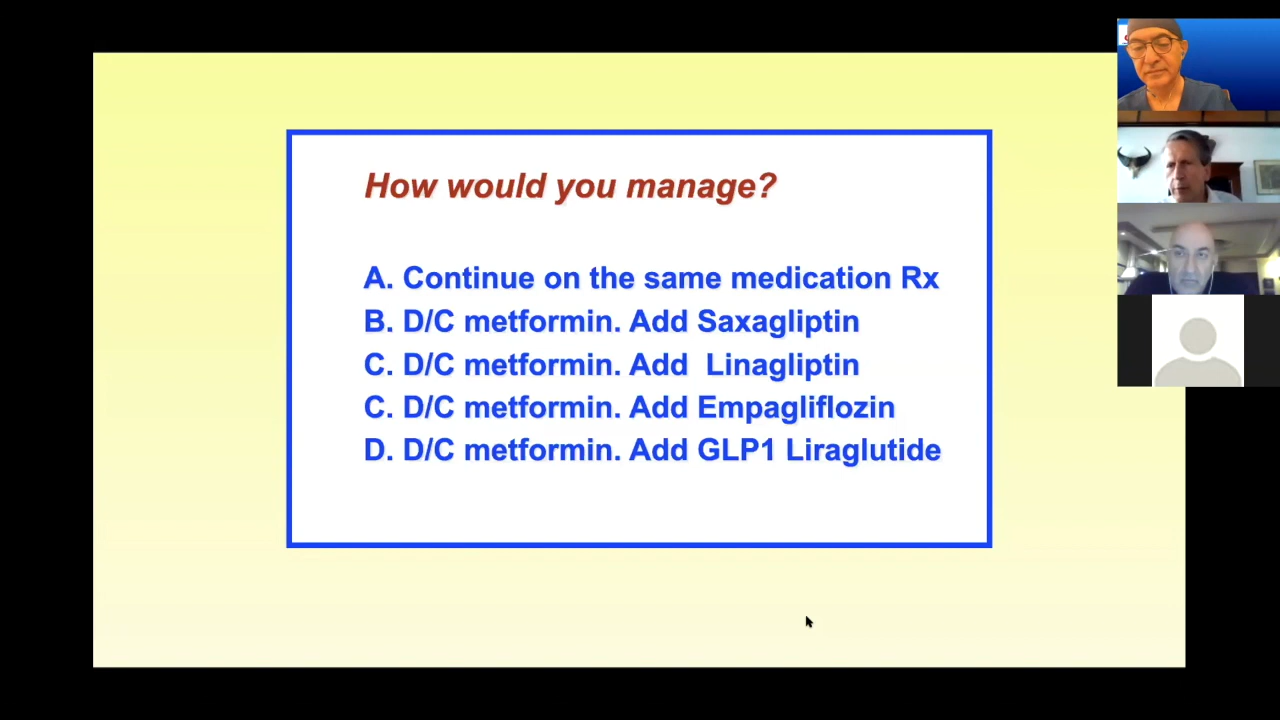 How would you manage?
A. Continue on the same medication Rx
B. D/C metformin. Add Saxagliptin
C. D/C metformin. Add Linagliptin
C. D/C metformin. Add Empagliflozin
D. D/C metformin. Add GLP1 Liraglutide